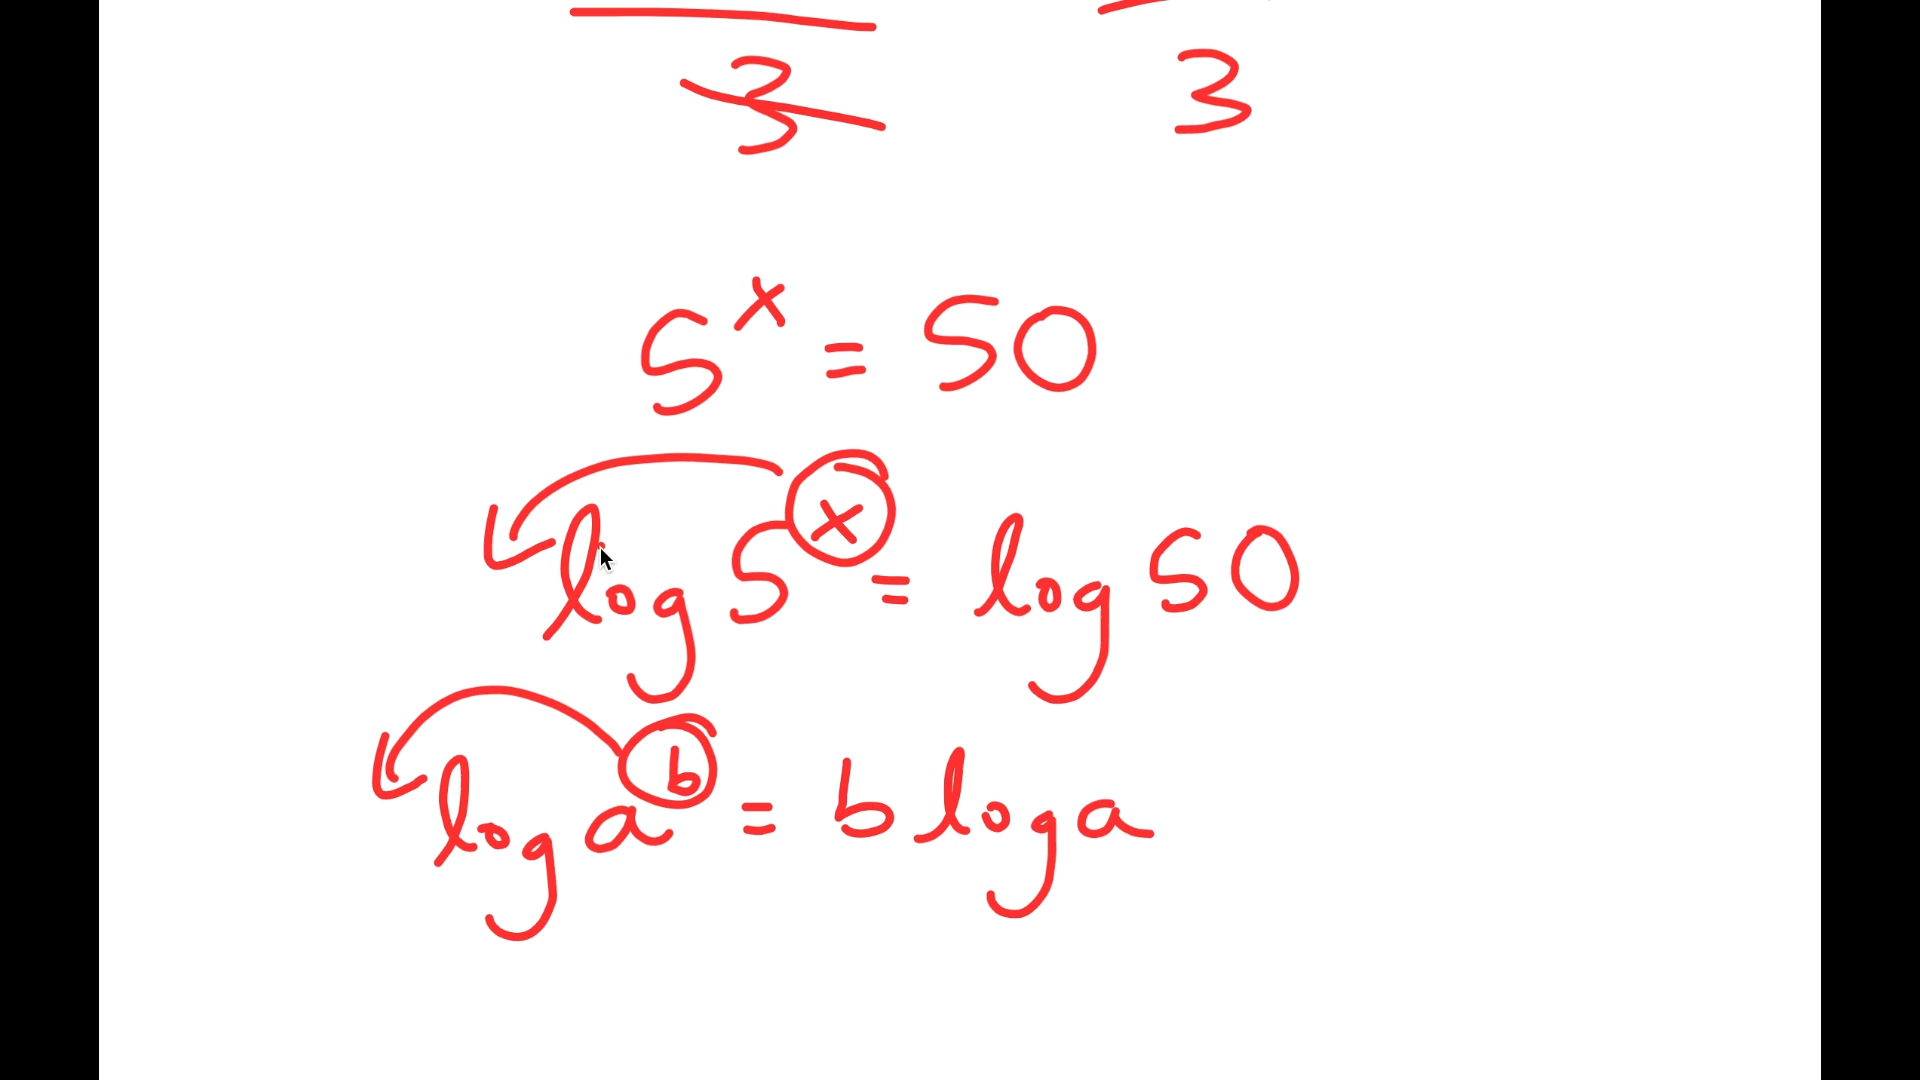 3 3
5^x = 50
log 5^x = log 50
log a^b = b log a